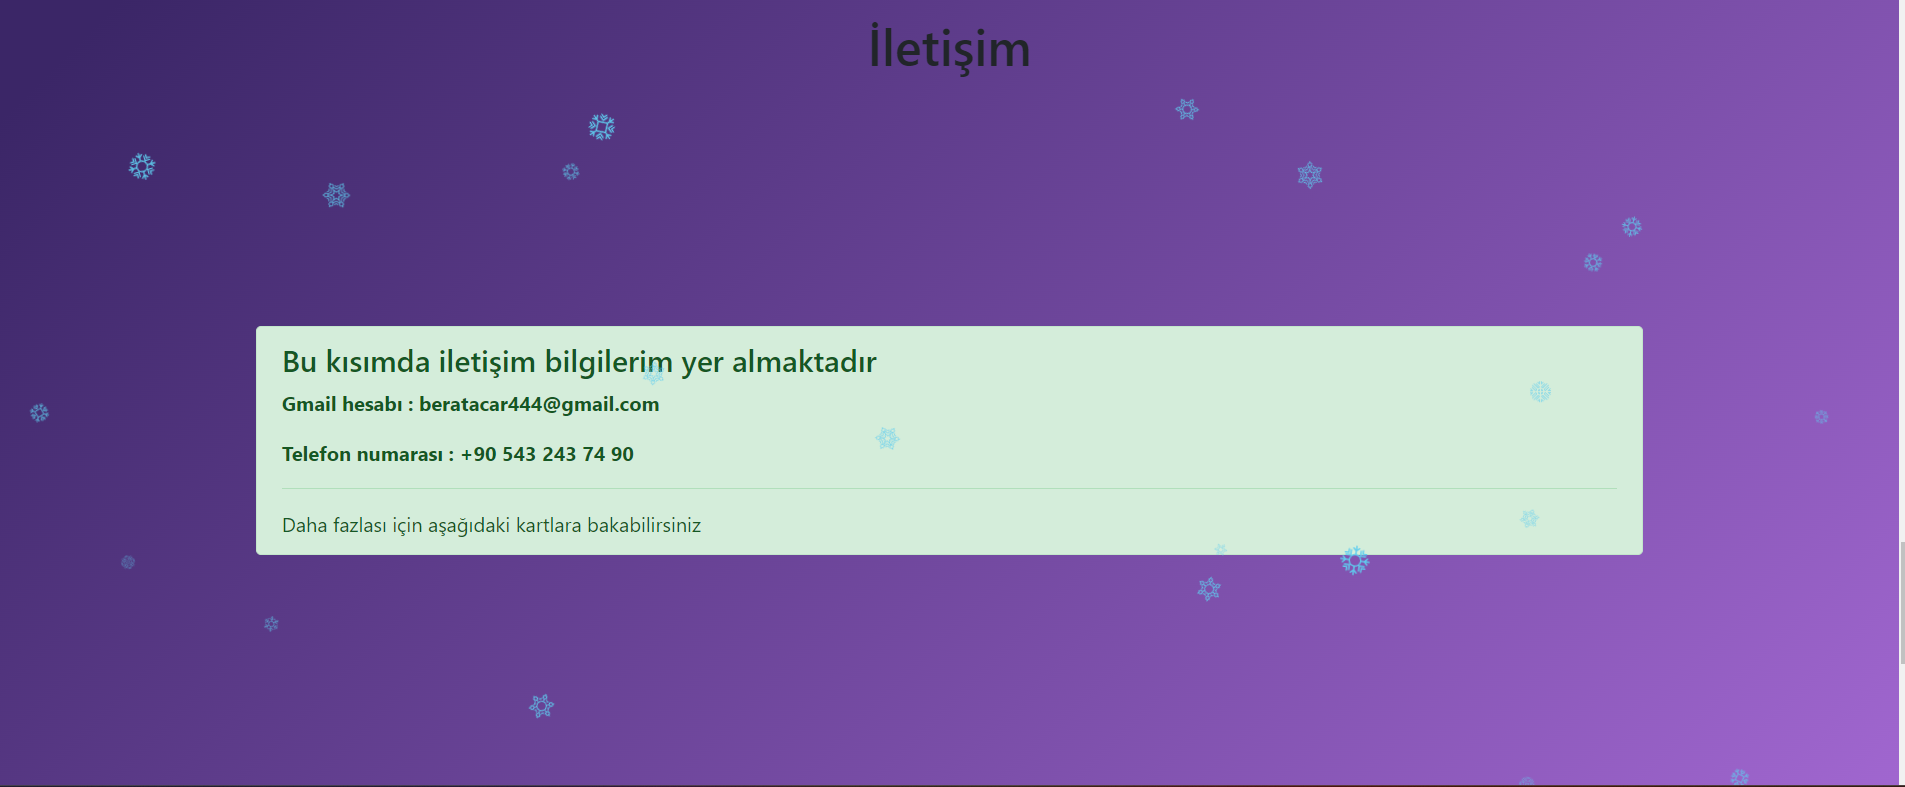 İletişim
Bu kısımda iletişim bilgilerim yer almaktadır
Gmail hesabı : beratacar444@gmail.com
Telefon numarası : +90 543 243 74 90
Daha fazlası için aşağıdaki kartlara bakabilirsiniz